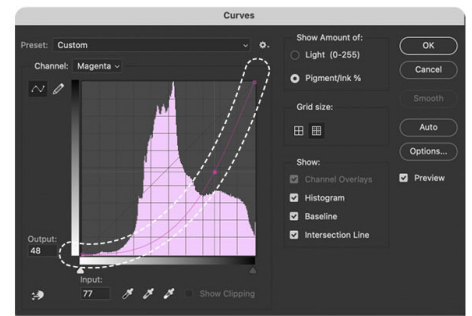 Curves
Preset: Custom
Channel: Magenta
Output:
48
Input:
77
Show Clipping
Show Amount of:
Light (0-255)
Pigment/Ink %
Grid size:
Show:
Channel Overlays
Histogram
Baseline
Intersection Line
OK
Cancel
Smooth
Auto
Options...
Preview